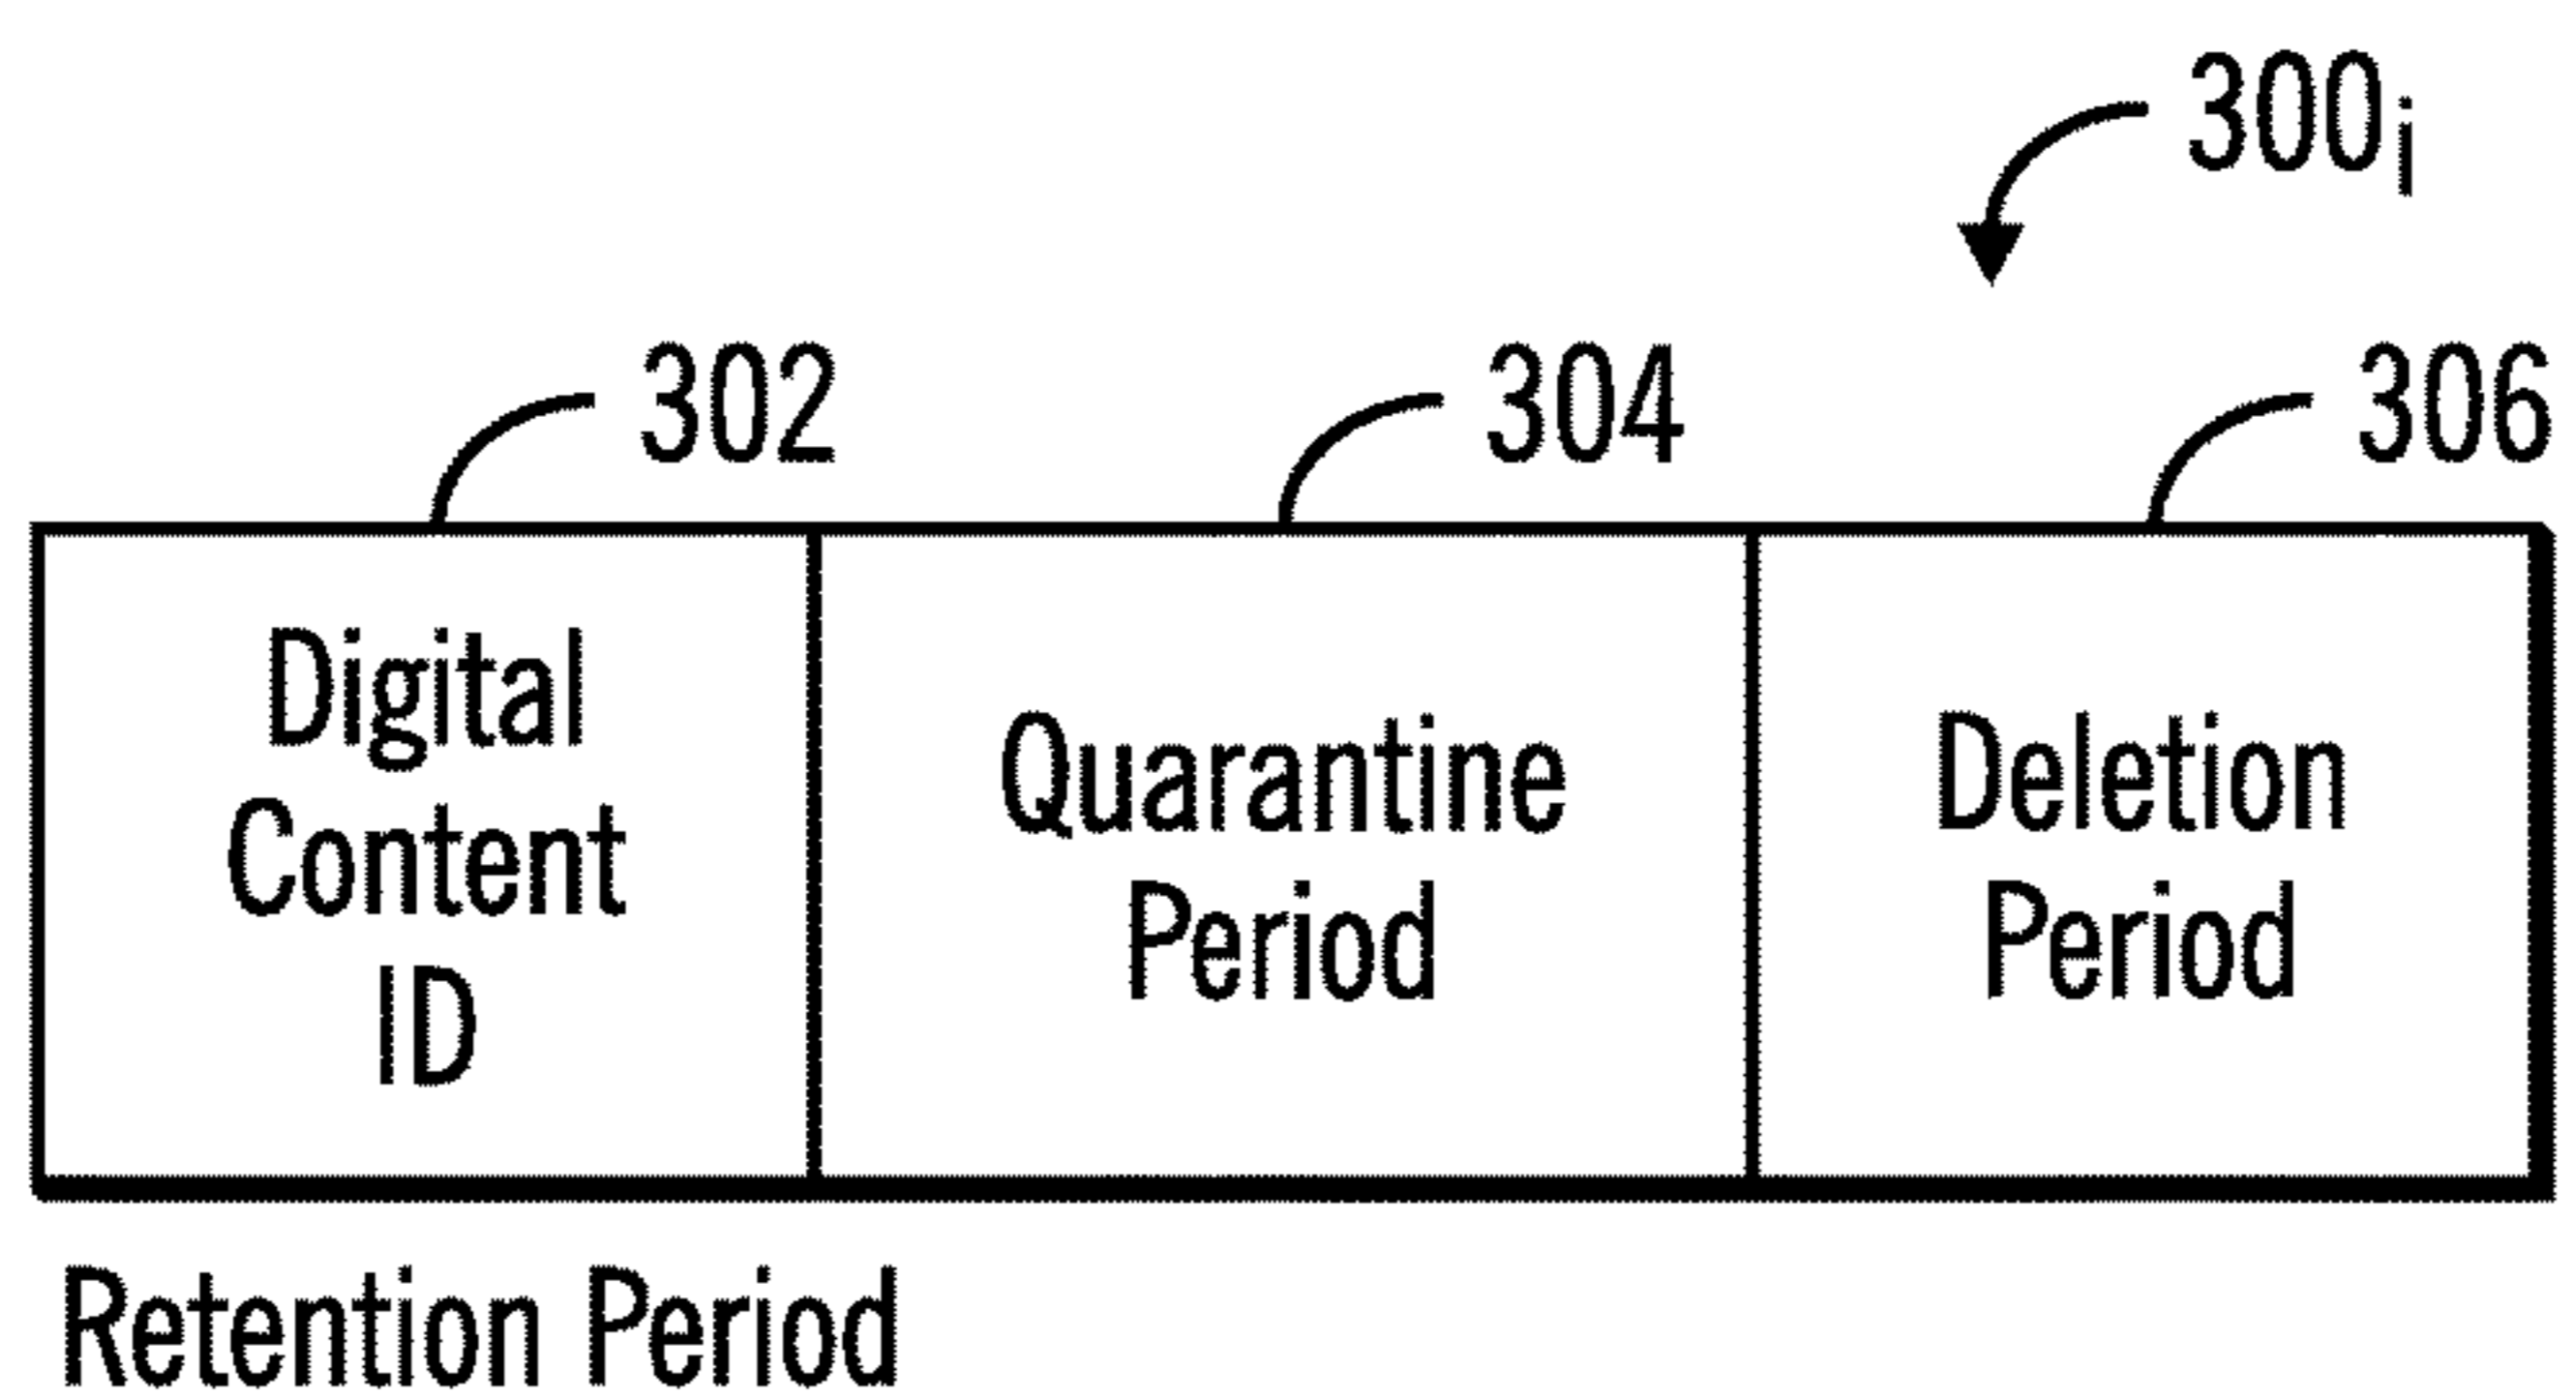 300i
302
304
306
Digital
Content
ID
Quarantine
Period
Deletion
Period
Retention Period